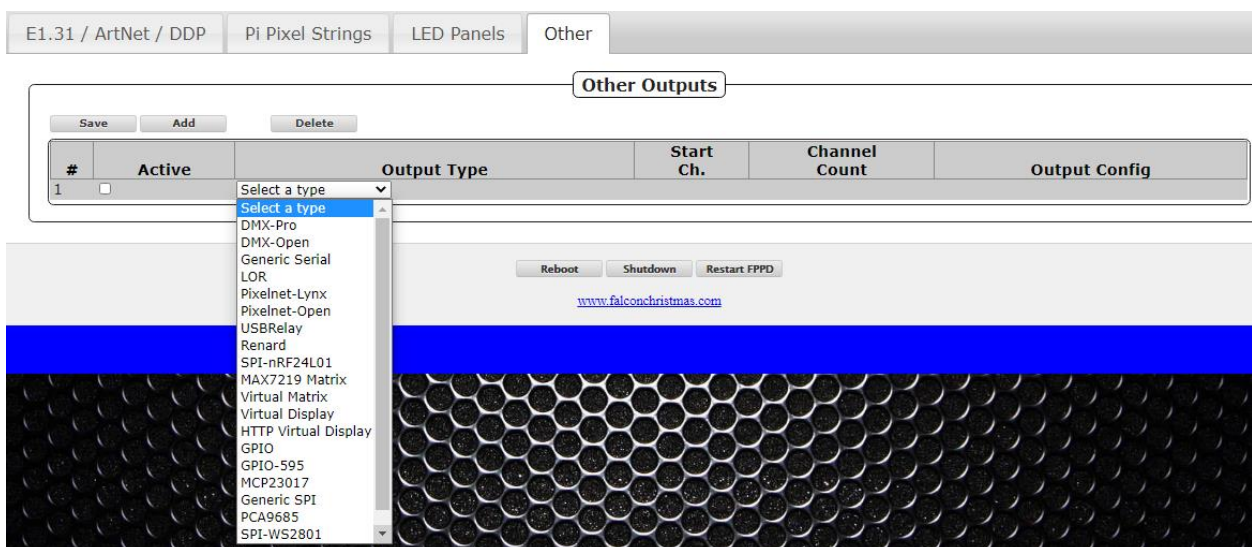 E1.31 / ArtNet / DDP Pi Pixel Strings LED Panels Other
Other Outputs
Save Add Delete
# Active Output Type Start Ch. Channel Count Output Config
1 Select a type
Select a type
DMX-Pro
DMX-Open
Generic Serial
LOR
Pixelnet-Lynx
Pixelnet-Open
USBRelay
Renard
SPI-nRF24L01
MAX7219 Matrix
Virtual Matrix
Virtual Display
HTTP Virtual Display
GPIO
GPIO-595
MCP23017
Generic SPI
PCA9685
SPI-WS2801
Reboot Shutdown Restart FPPD
www.falconchristmas.com